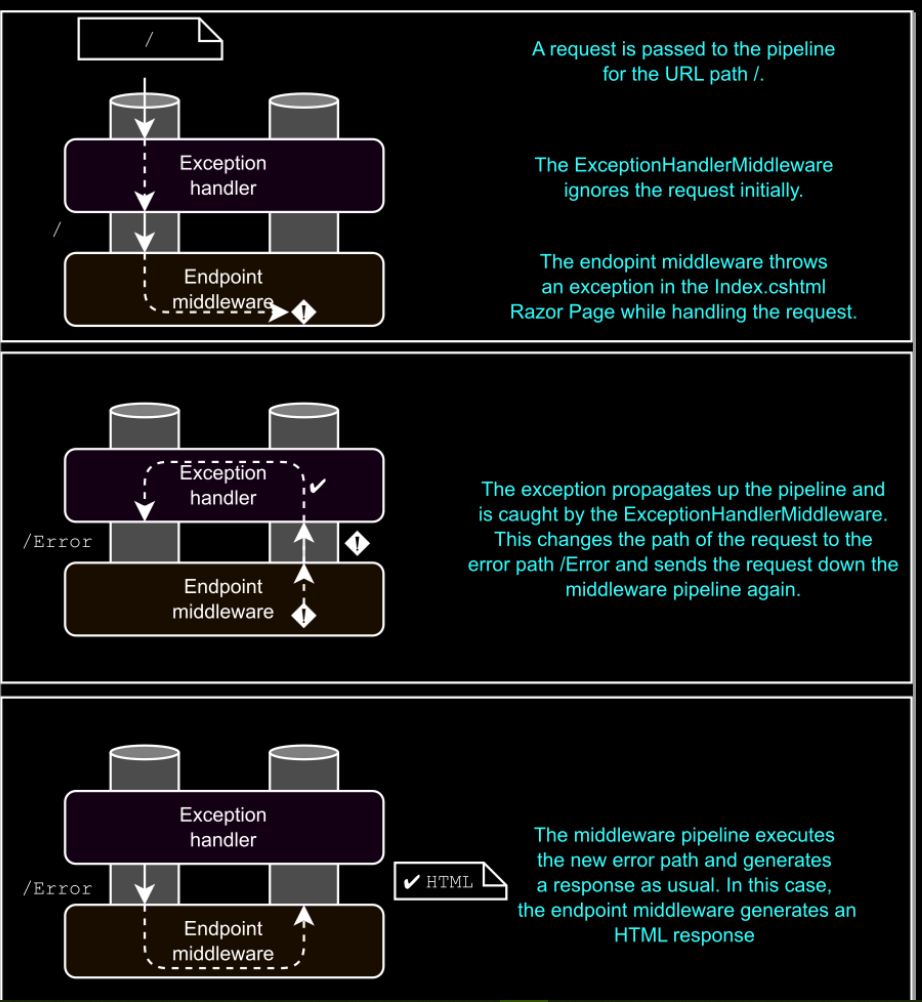 /
A request is passed to the pipeline
for the URL path /.
Exception
handler
The ExceptionHandlerMiddleware
ignores the request initially.
/
Endpoint
middleware
The endopint middleware throws
an exception in the Index.cshtml
Razor Page while handling the request.
Exception
handler
/Error
Endpoint
middleware
The exception propagates up the pipeline and
is caught by the ExceptionHandlerMiddleware.
This changes the path of the request to the
error path /Error and sends the request down the
middleware pipeline again.
Exception
handler
/Error
✔ HTML
Endpoint
middleware
The middleware pipeline executes
the new error path and generates
a response as usual. In this case,
the endpoint middleware generates an
HTML response